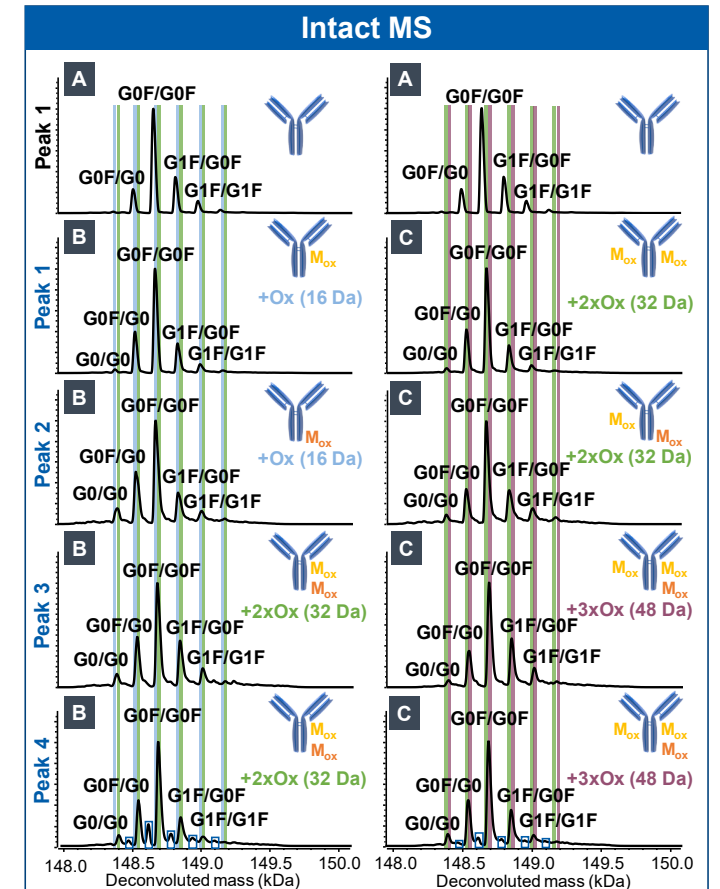 Intact MS
Peak 1
A
G0F/G0F
G0F/G0
G1F/G0F
G1F/G1F
A
G0F/G0F
G0F/G0
G1F/G0F
G1F/G1F
Peak 1
B
G0F/G0F
Mox
+Ox (16 Da)
G0F/G0
G1F/G0F
G0/G0
G1F/G1F
C
G0F/G0F
Mox
Mox
+2xOx (32 Da)
G0F/G0
G1F/G0F
G0/G0
G1F/G1F
Peak 2
B
G0F/G0F
Mox
+Ox (16 Da)
G0F/G0
G1F/G0F
G0/G0
G1F/G1F
C
G0F/G0F
Mox
Mox
+2xOx (32 Da)
G0F/G0
G1F/G0F
G0/G0
G1F/G1F
Peak 3
B
G0F/G0F
Mox
Mox
+2xOx (32 Da)
G0F/G0
G1F/G0F
G0/G0
G1F/G1F
C
G0F/G0F
Mox
Mox
Mox
+3xOx (48 Da)
G0F/G0
G1F/G0F
G0/G0
G1F/G1F
Peak 4
B
G0F/G0F
Mox
Mox
+2xOx (32 Da)
G0F/G0
G1F/G0F
G0/G0
G1F/G1F
C
G0F/G0F
Mox
Mox
Mox
+3xOx (48 Da)
G0F/G0
G1F/G0F
G0/G0
G1F/G1F
148.0 148.5 149.0 149.5 150.0
Deconvoluted mass (kDa)
148.0 148.5 149.0 149.5 150.0
Deconvoluted mass (kDa)